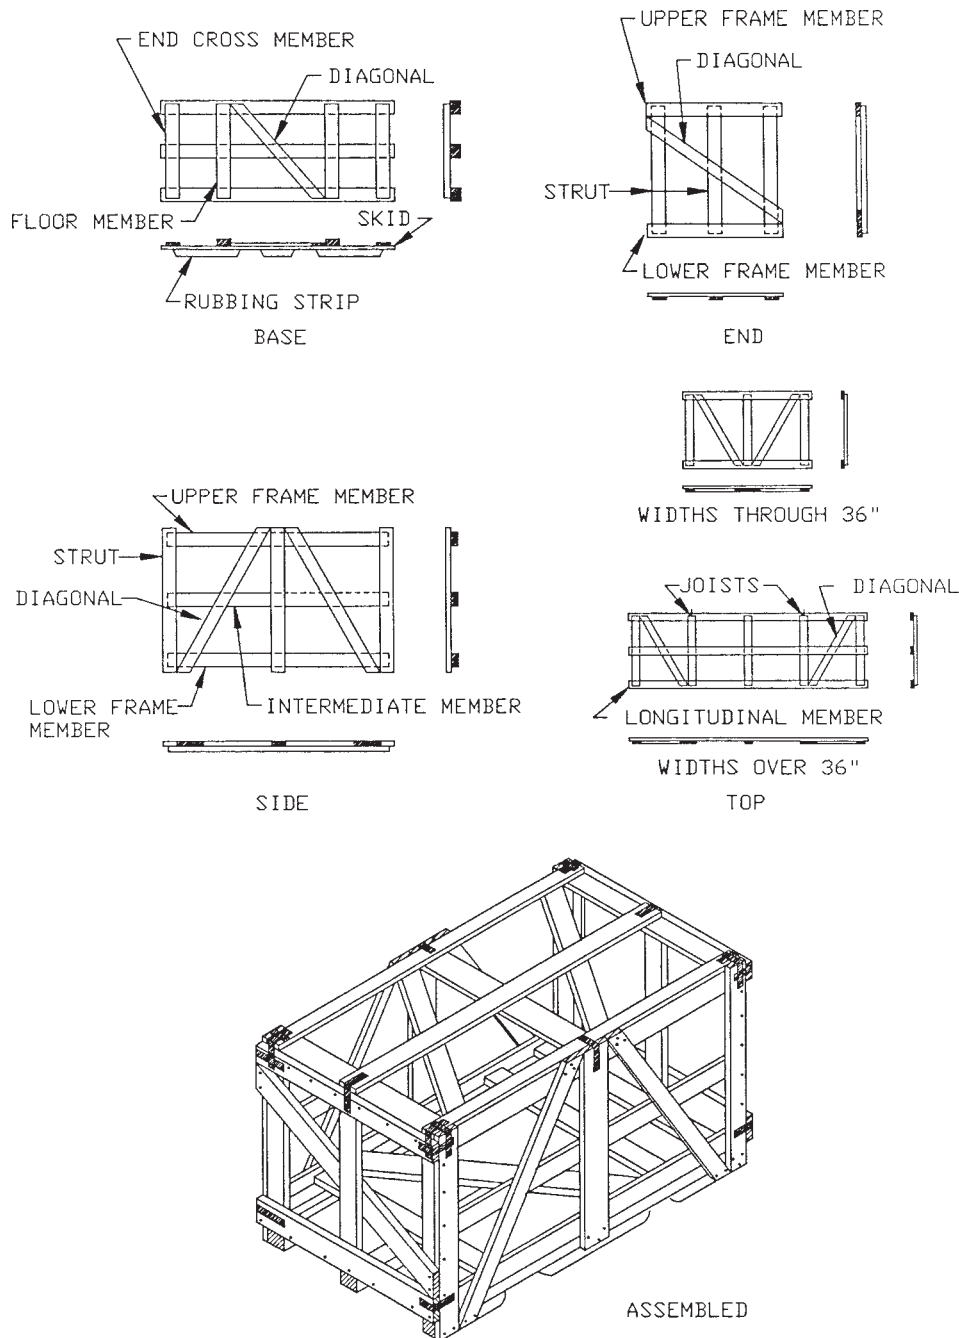 END CROSS MEMBER
DIAGONAL
FLOOR MEMBER
SKID
RUBBING STRIP
BASE
UPPER FRAME MEMBER
DIAGONAL
STRUT
LOWER FRAME MEMBER
END
WIDTHS THROUGH 36"
UPPER FRAME MEMBER
STRUT
DIAGONAL
LOWER FRAME
MEMBER
INTERMEDIATE MEMBER
SIDE
JOISTS
DIAGONAL
LONGITUDINAL MEMBER
WIDTHS OVER 36"
TOP
ASSEMBLED